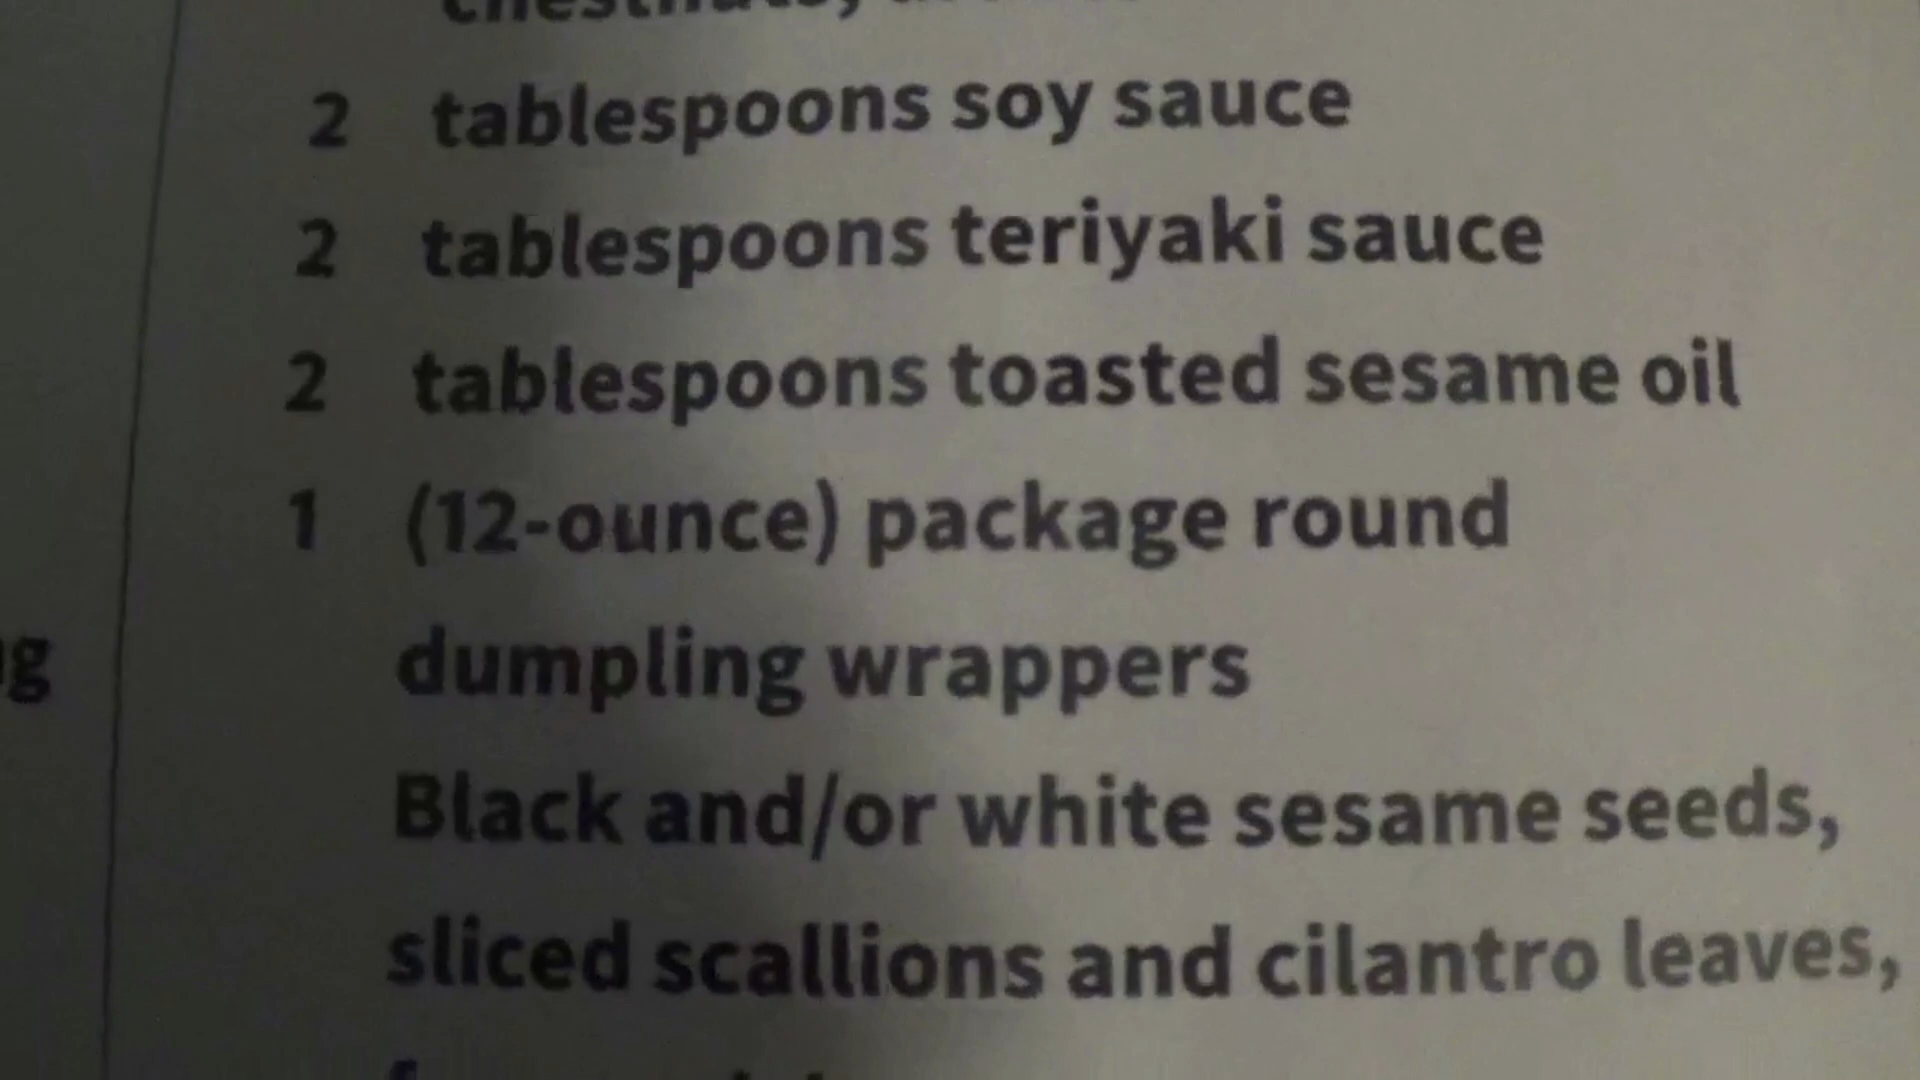 chestnuts,
2 tablespoons soy sauce
2 tablespoons teriyaki sauce
2 tablespoons toasted sesame oil
1 (12-ounce) package round
dumpling wrappers
Black and/or white sesame seeds,
sliced scallions and cilantro leaves,